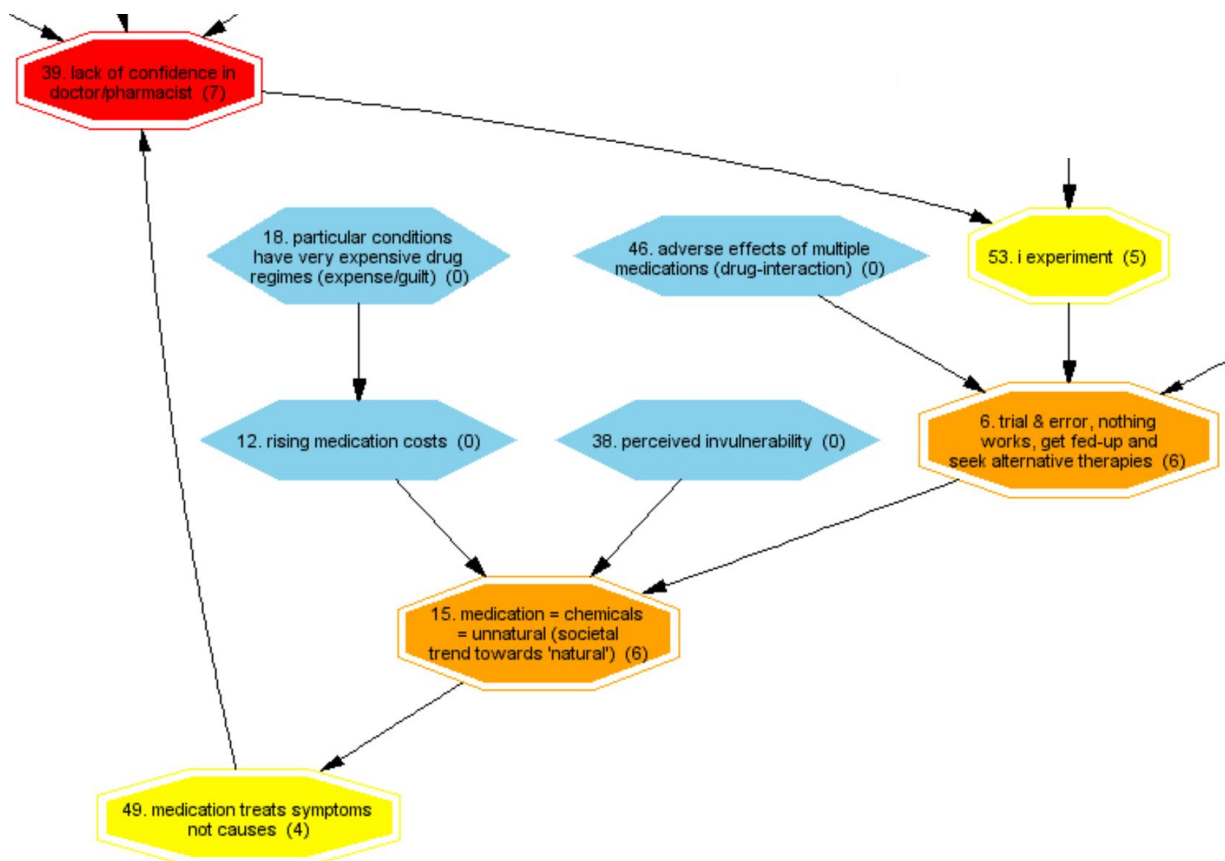 39. lack of confidence in
doctor/pharmacist (7)
18. particular conditions
have very expensive drug
regimes (expense/guilt) (0)
46. adverse effects of multiple
medications (drug-interaction) (0)
53. i experiment (5)
12. rising medication costs (0)
38. perceived invulnerability (0)
6. trial & error, nothing
works, get fed-up and
seek alternative therapies (6)
15. medication = chemicals
= unnatural (societal
trend towards 'natural') (6)
49. medication treats symptoms
not causes (4)